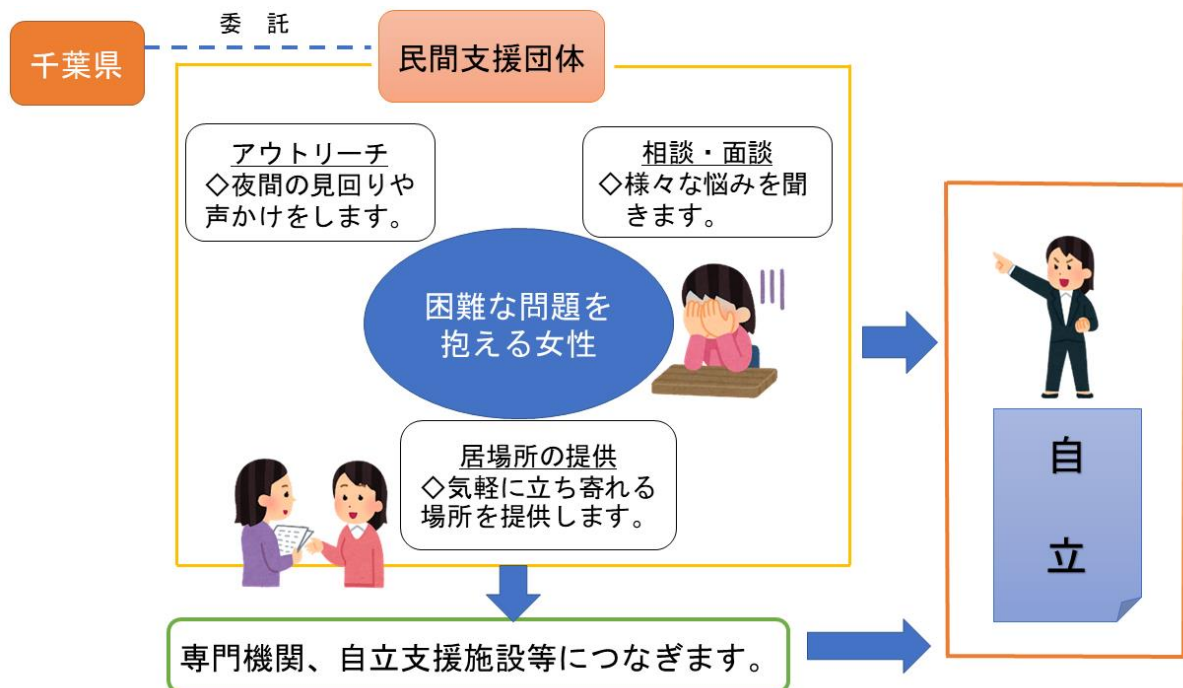 委 託
千葉県
民間支援団体
アウトリーチ
◇夜間の見回りや
声かけをします。
相談・面談
◇様々な悩みを聞
きます。
困難な問題を
抱える女性
居場所の提供
◇気軽に立ち寄れる
場所を提供します。
専門機関、自立支援施設等につなぎます。
自
立